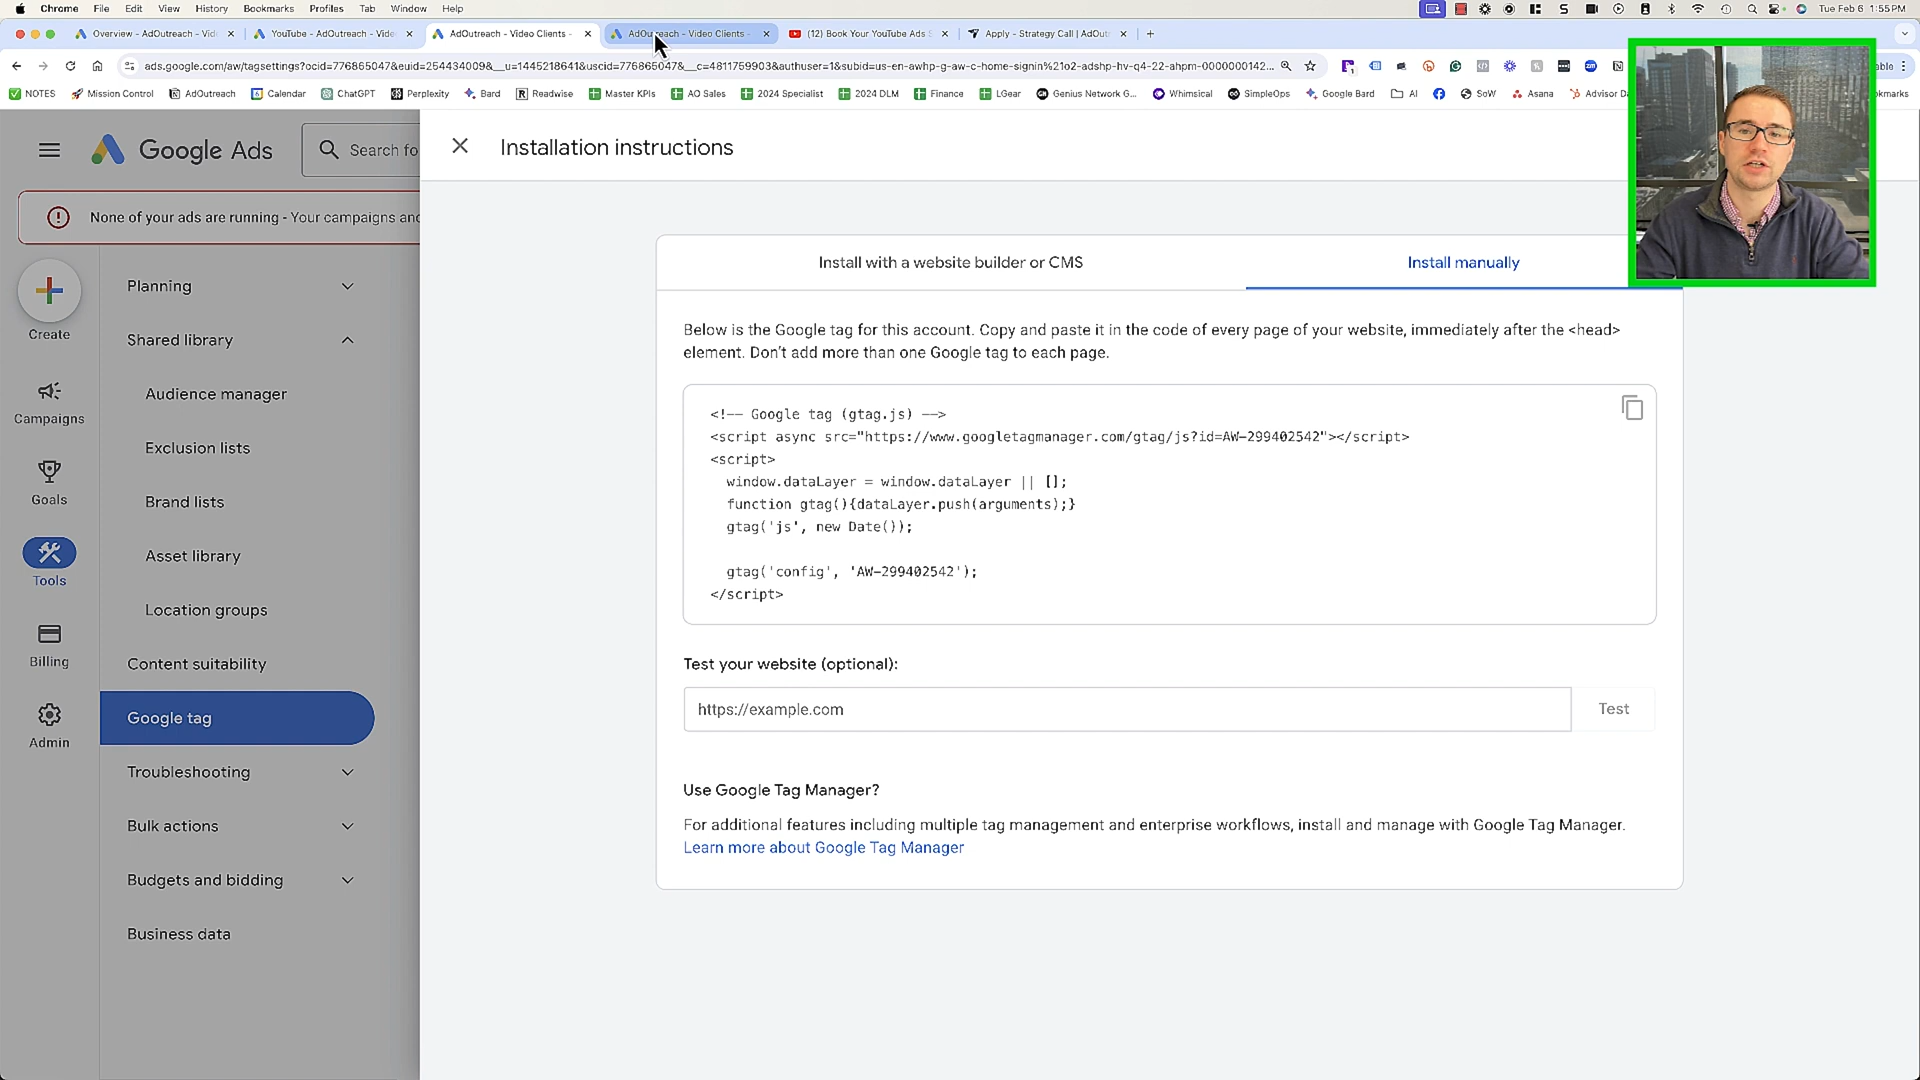 Chrome File Edit View History Bookmarks Profiles Tab Window Help Tue Feb 6 1:55PM
Overview - AdOutreach - Vid
YouTube - AdOutreach - Vide
AdOutreach - Video Clients -
AdOutreach - Video Clients -
(12) Book Your YouTube Ads S
Apply - Strategy Call | AdOut
ads.google.com/aw/tagsettings?ocid=776865047&euid=254434009&__u=1445218641&uscid=776865047&__c=4811759903&authuser=1&subid=us-en-awhp-g-aw-c-home-signin%21o2-adshp-hv-q4-22-ahpm-0000000142...
NOTES Mission Control AdOutreach Calendar ChatGPT Perplexity Bard Readwise Master KPIs AO Sales 2024 Specialist 2024 DLM Finance LGear Genius Network G... Whimsical SimpleOps Google Bard AI SoW Asana Advisor Da
Google Ads
Search fo
None of your ads are running - Your campaigns and
Create
Campaigns
Goals
Tools
Billing
Admin
Planning
Shared library
Audience manager
Exclusion lists
Brand lists
Asset library
Location groups
Content suitability
Google tag
Troubleshooting
Bulk actions
Budgets and bidding
Business data
Installation instructions
Install with a website builder or CMS
Install manually
Below is the Google tag for this account. Copy and paste it in the code of every page of your website, immediately after the <head>
element. Don't add more than one Google tag to each page.
<!-- Google tag (gtag.js) -->
<script async src="https://www.googletagmanager.com/gtag/js?id=AW-299402542"></script>
<script>
window.dataLayer = window.dataLayer || [];
function gtag(){dataLayer.push(arguments);}
gtag('js', new Date());
gtag('config', 'AW-299402542');
</script>
Test your website (optional):
https://example.com
Test
Use Google Tag Manager?
For additional features including multiple tag management and enterprise workflows, install and manage with Google Tag Manager.
Learn more about Google Tag Manager